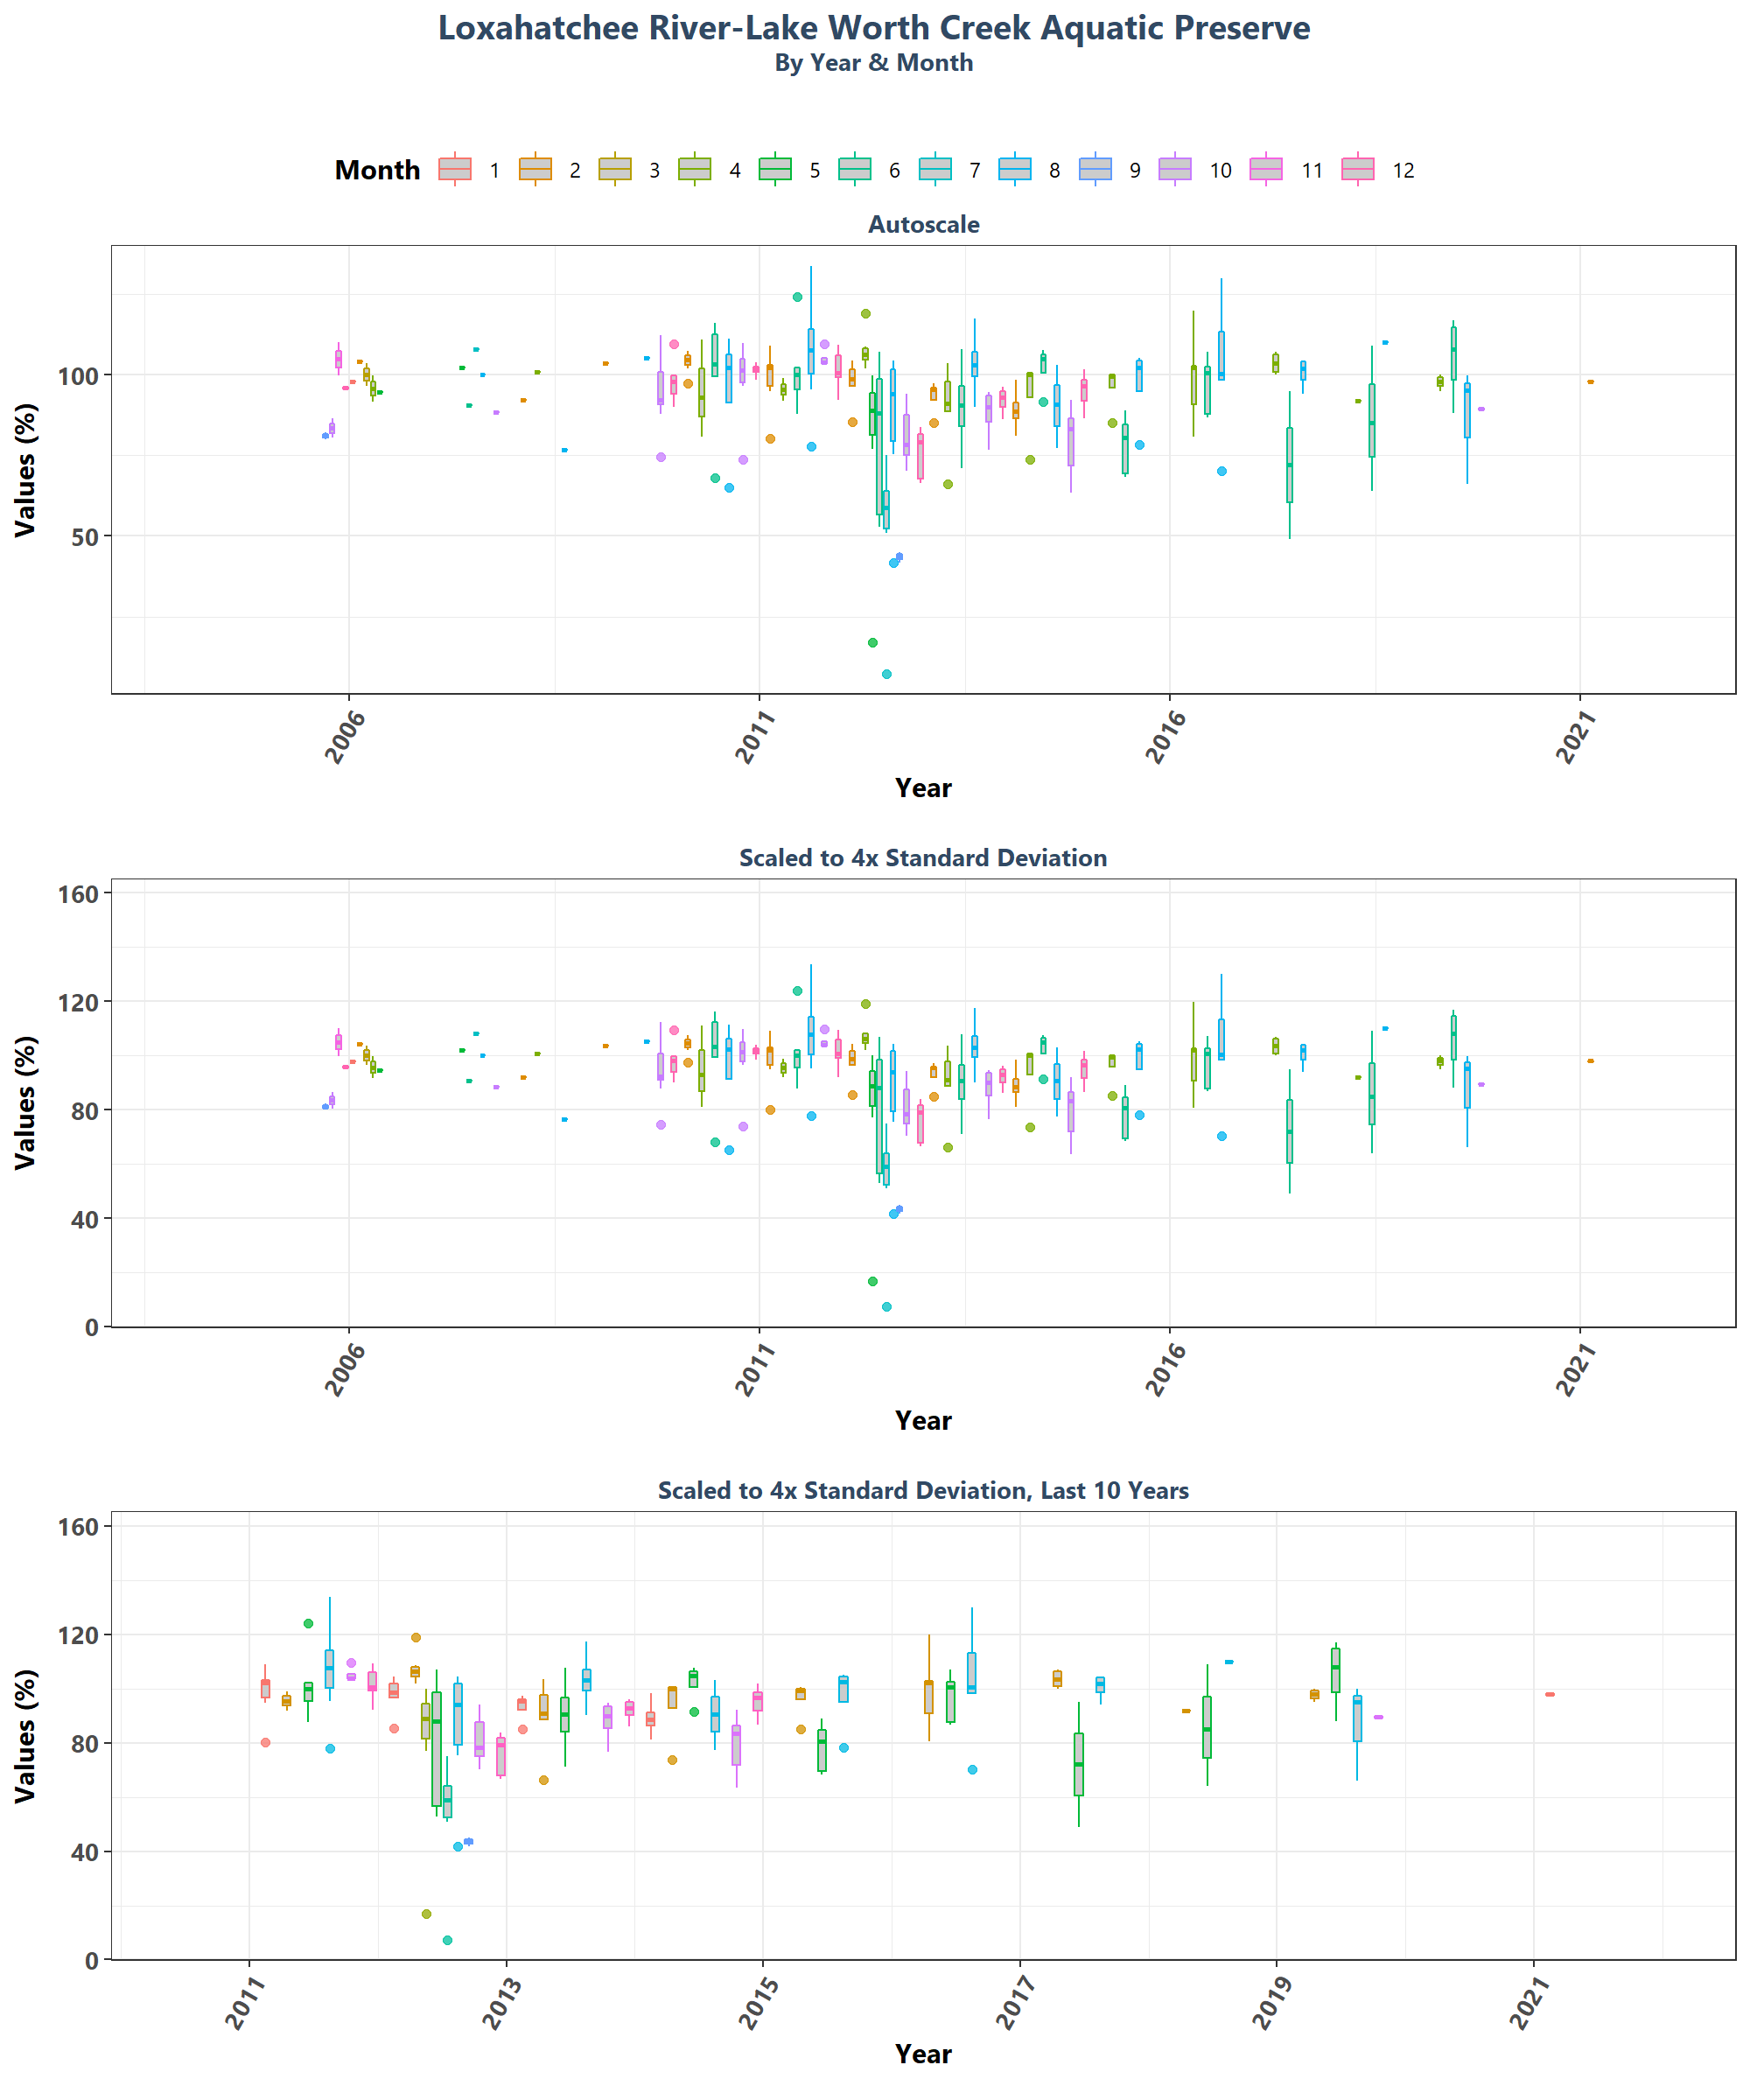 Loxahatchee River-Lake Worth Creek Aquatic Preserve
By Year & Month
Month 1 2 3 4 5 6 7 8 9 10 11 12
Autoscale
Values (%)
100
50
2006 2011 2016 2021
Year
Scaled to 4x Standard Deviation
Values (%)
160
120
80
40
0
2006 2011 2016 2021
Year
Scaled to 4x Standard Deviation, Last 10 Years
Values (%)
160
120
80
40
0
2011 2013 2015 2017 2019 2021
Year